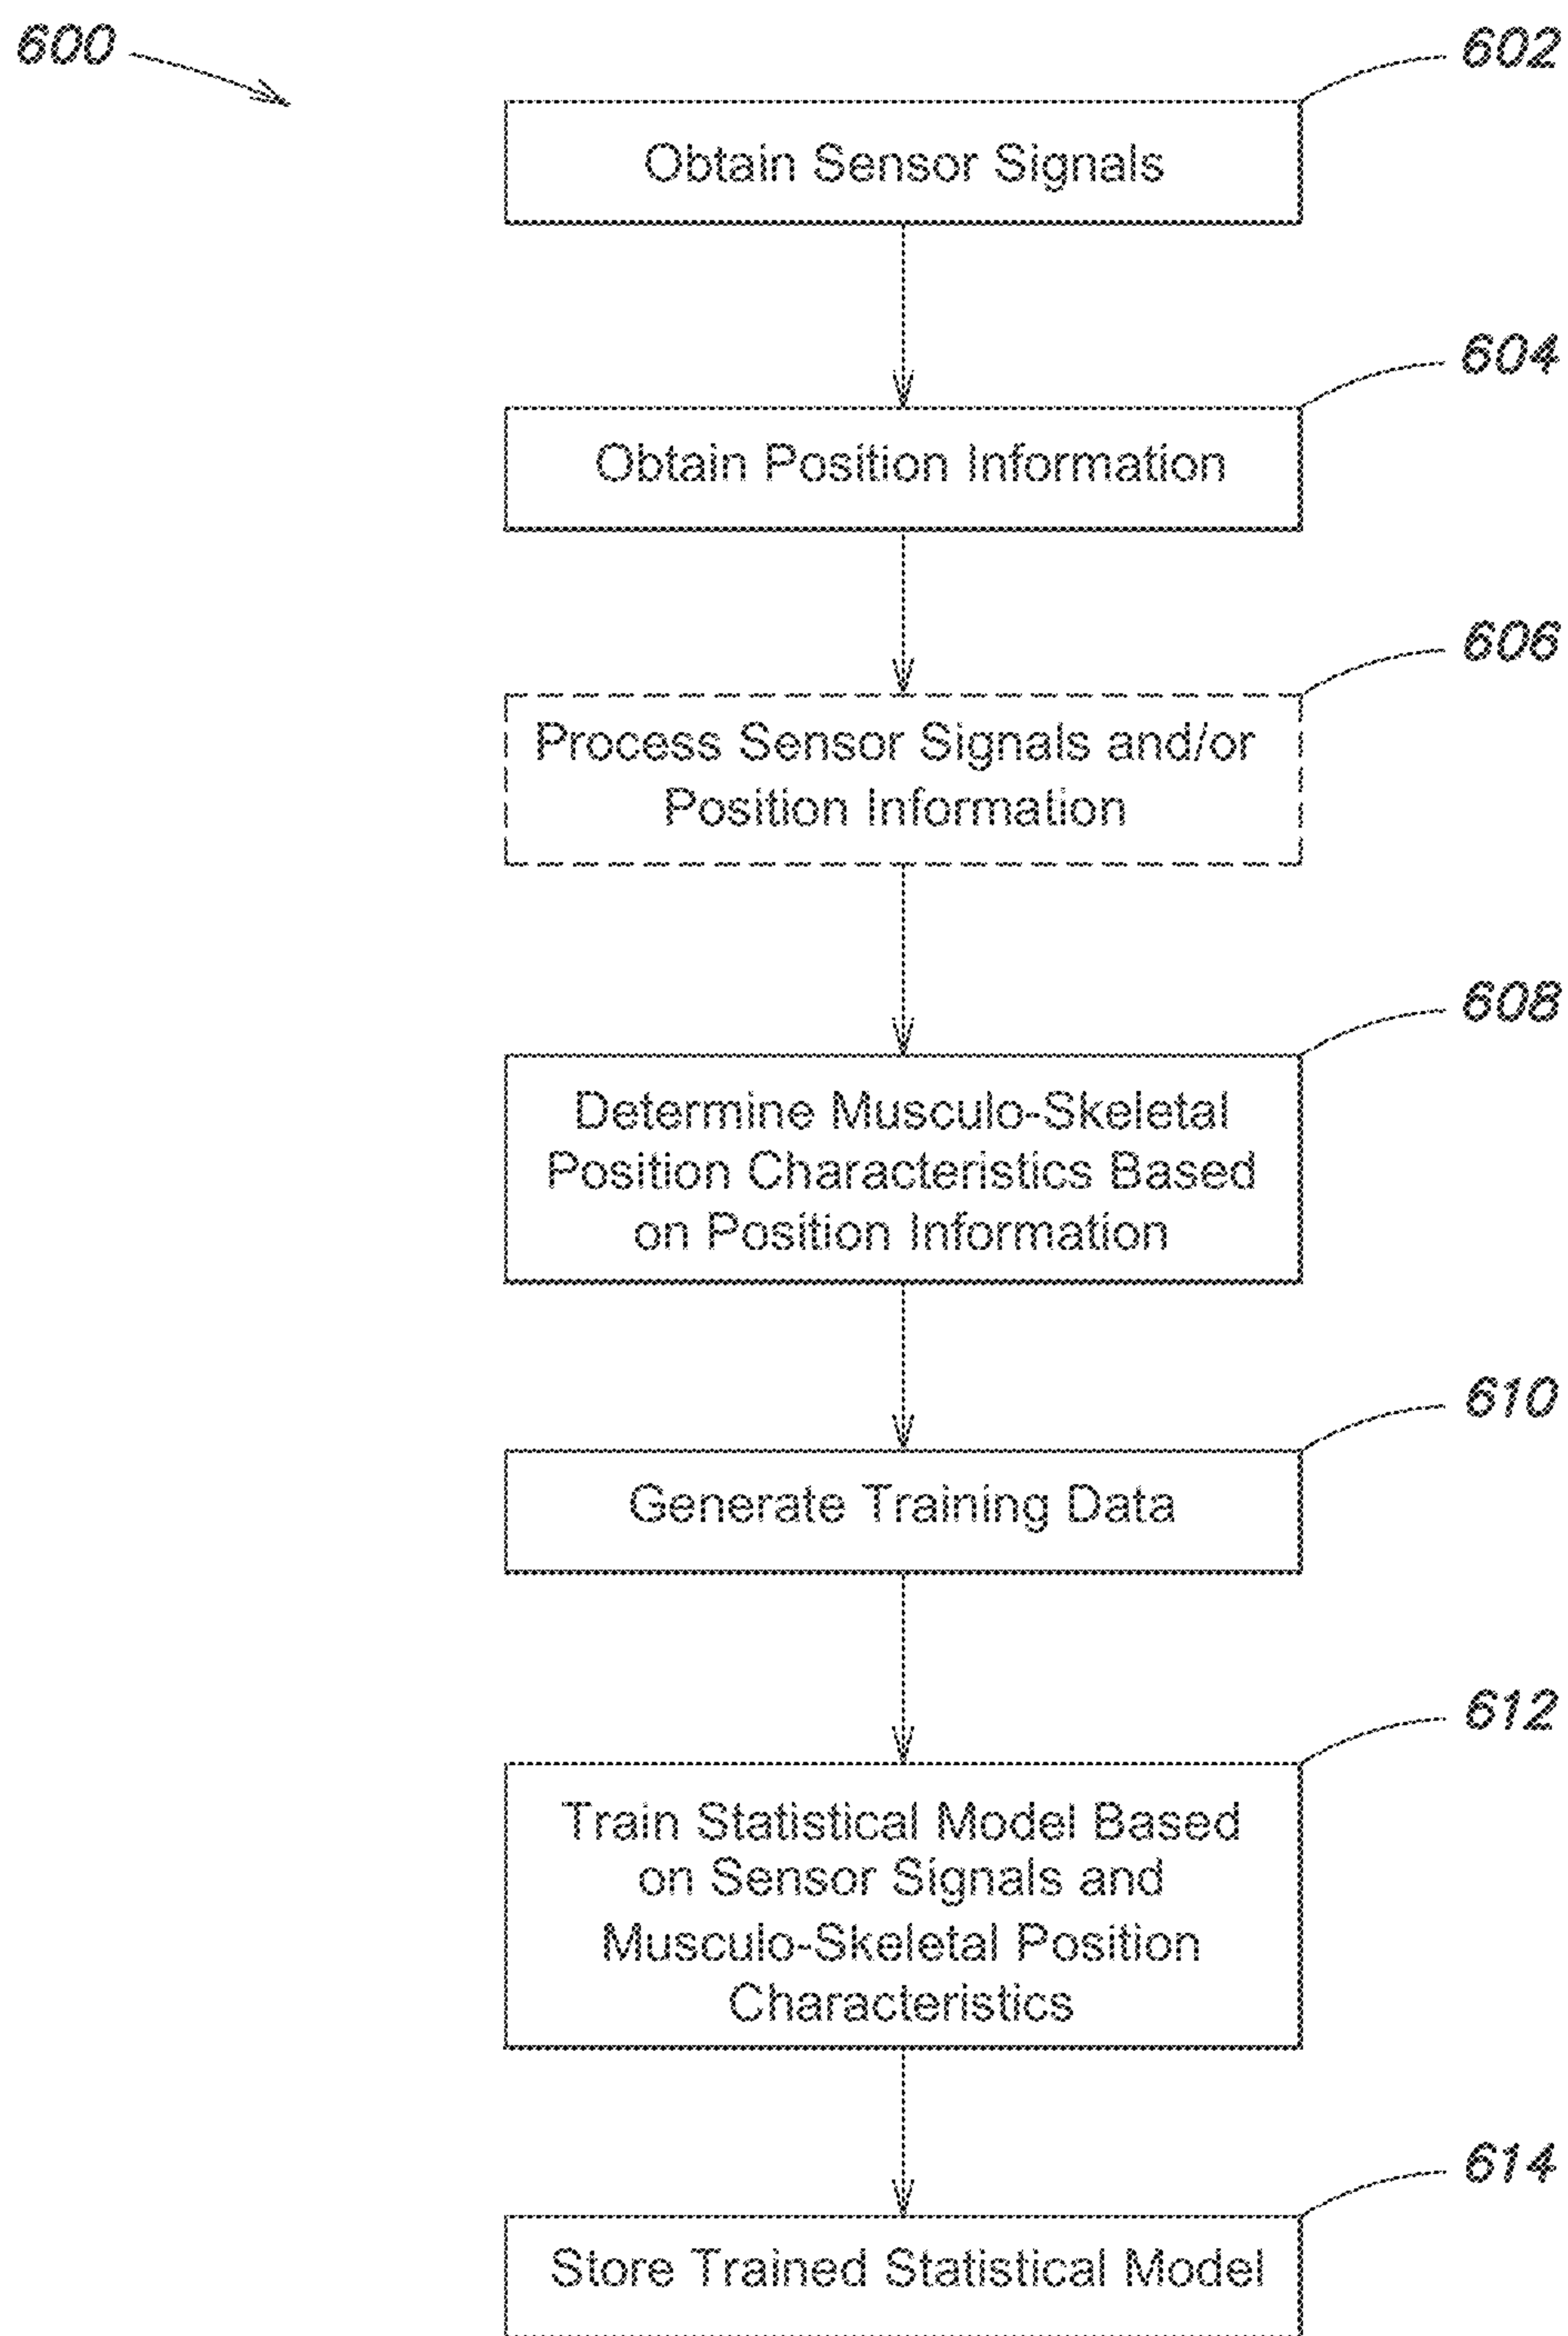 600
602
Obtain Sensor Signals
604
Obtain Position Information
606
Process Sensor Signals and/or
Position Information
608
Determine Musculo-Skeletal
Position Characteristics Based
on Position Information
610
Generate Training Data
612
Train Statistical Model Based
on Sensor Signals and
Musculo-Skeletal Position
Characteristics
614
Store Trained Statistical Model